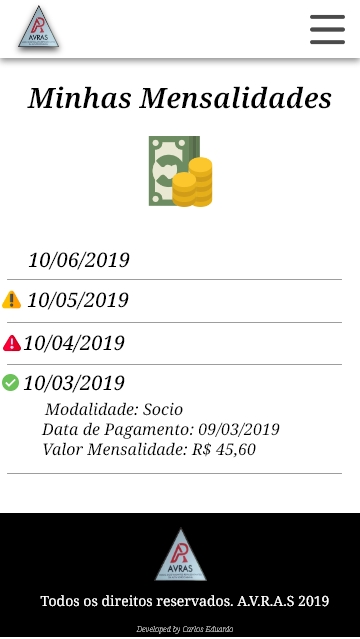 AVRAS
Minhas Mensalidades
10/06/2019
10/05/2019
10/04/2019
10/03/2019
Modalidade: Socio
Data de Pagamento: 09/03/2019
Valor Mensalidade: R$ 45,60
AVRAS
Todos os direitos reservados. A.V.R.A.S 2019
Developed by Carlos Eduardo